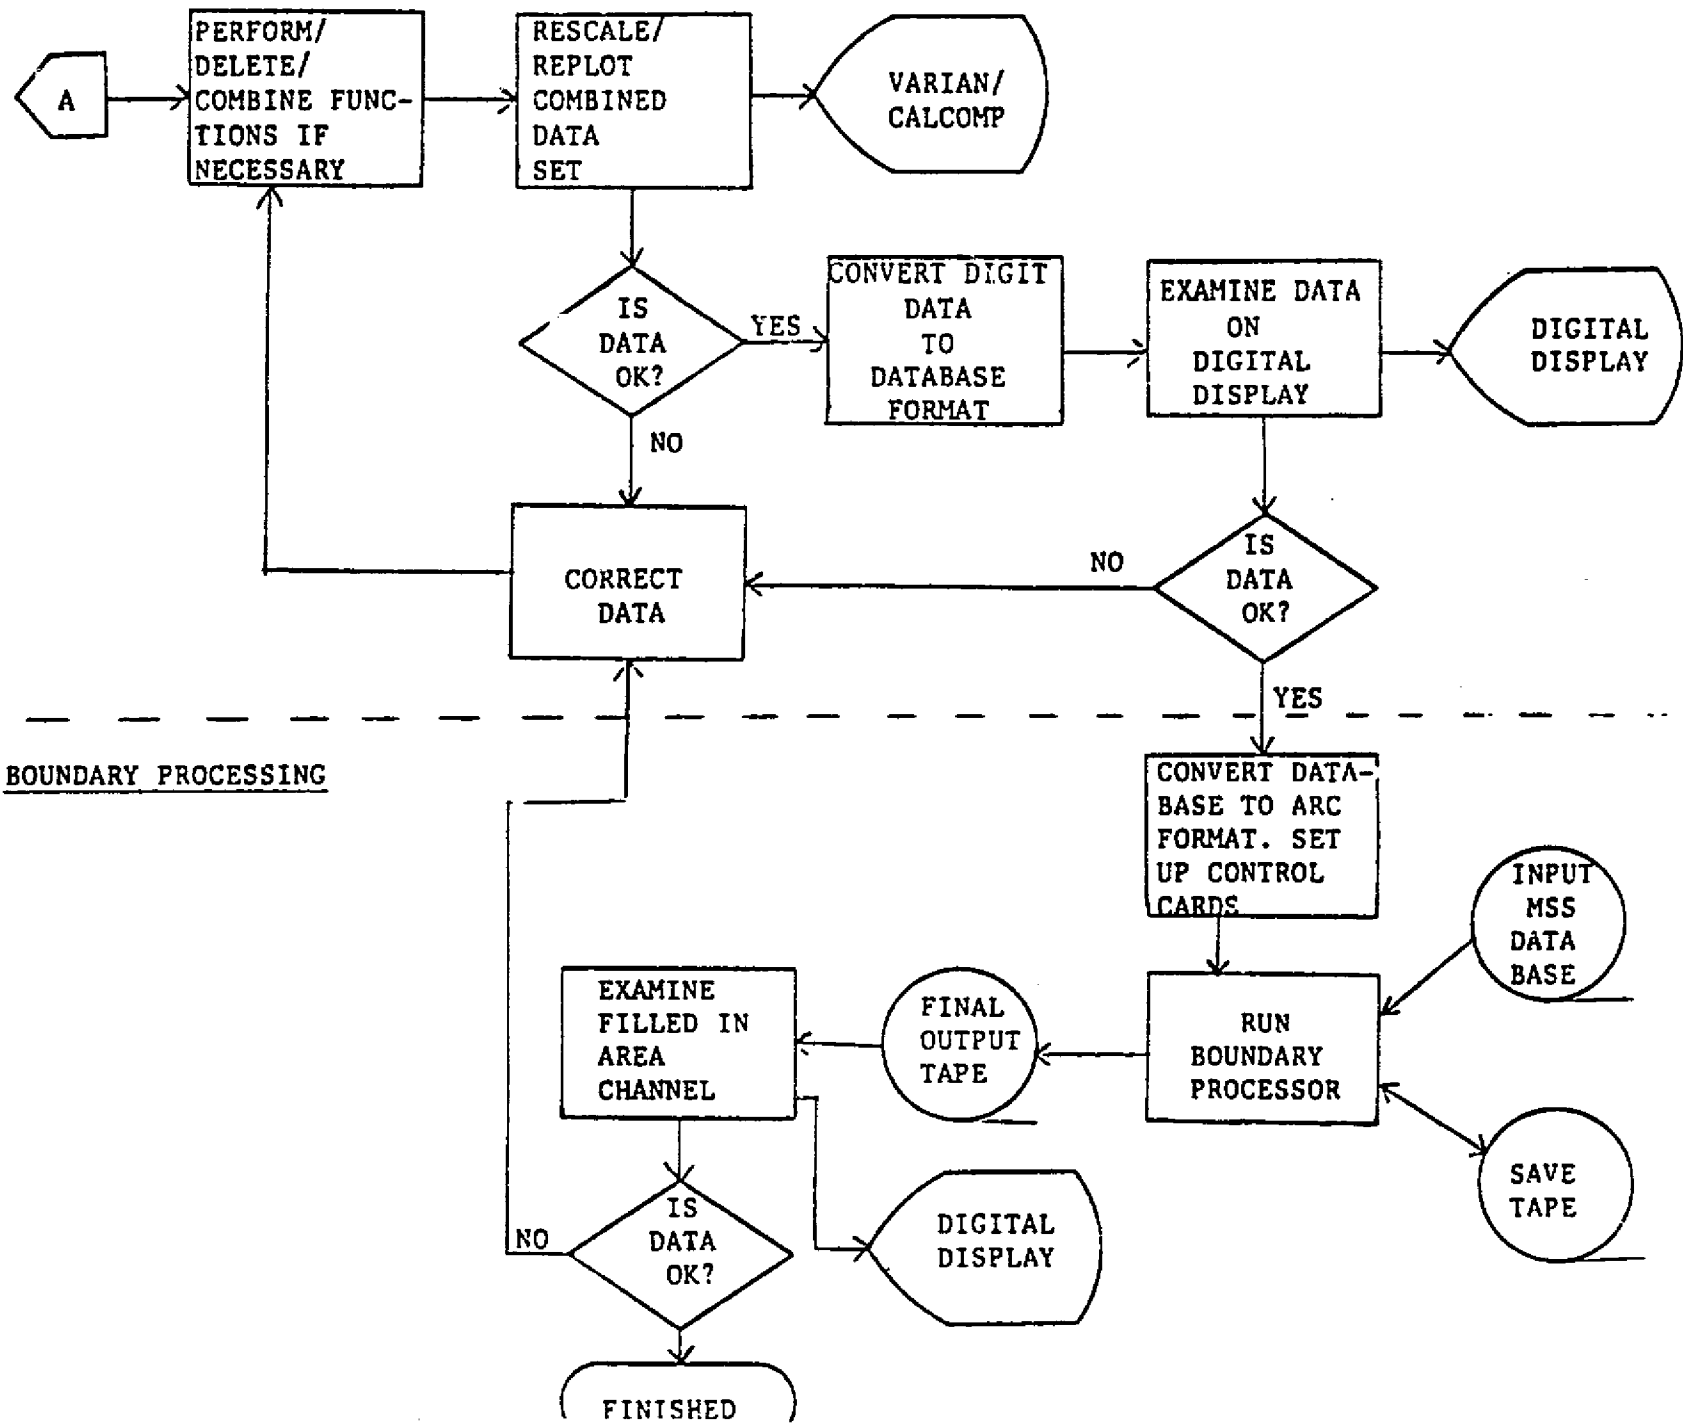 A
PERFORM/
DELETE/
COMBINE FUNC-
TIONS IF
NECESSARY
RESCALE/
REPLOT
COMBINED
DATA
SET
VARIAN/
CALCOMP
IS
DATA
OK?
YES
NO
CONVERT DIGIT
DATA
TO
DATABASE
FORMAT
EXAMINE DATA
ON
DIGITAL
DISPLAY
DIGITAL
DISPLAY
IS
DATA
OK?
NO
YES
CORRECT
DATA
BOUNDARY PROCESSING
CONVERT DATA-
BASE TO ARC
FORMAT. SET
UP CONTROL
CARDS
INPUT
MSS
DATA
BASE
RUN
BOUNDARY
PROCESSOR
SAVE
TAPE
FINAL
OUTPUT
TAPE
EXAMINE
FILLED IN
AREA
CHANNEL
DIGITAL
DISPLAY
IS
DATA
OK?
NO
FINISHED